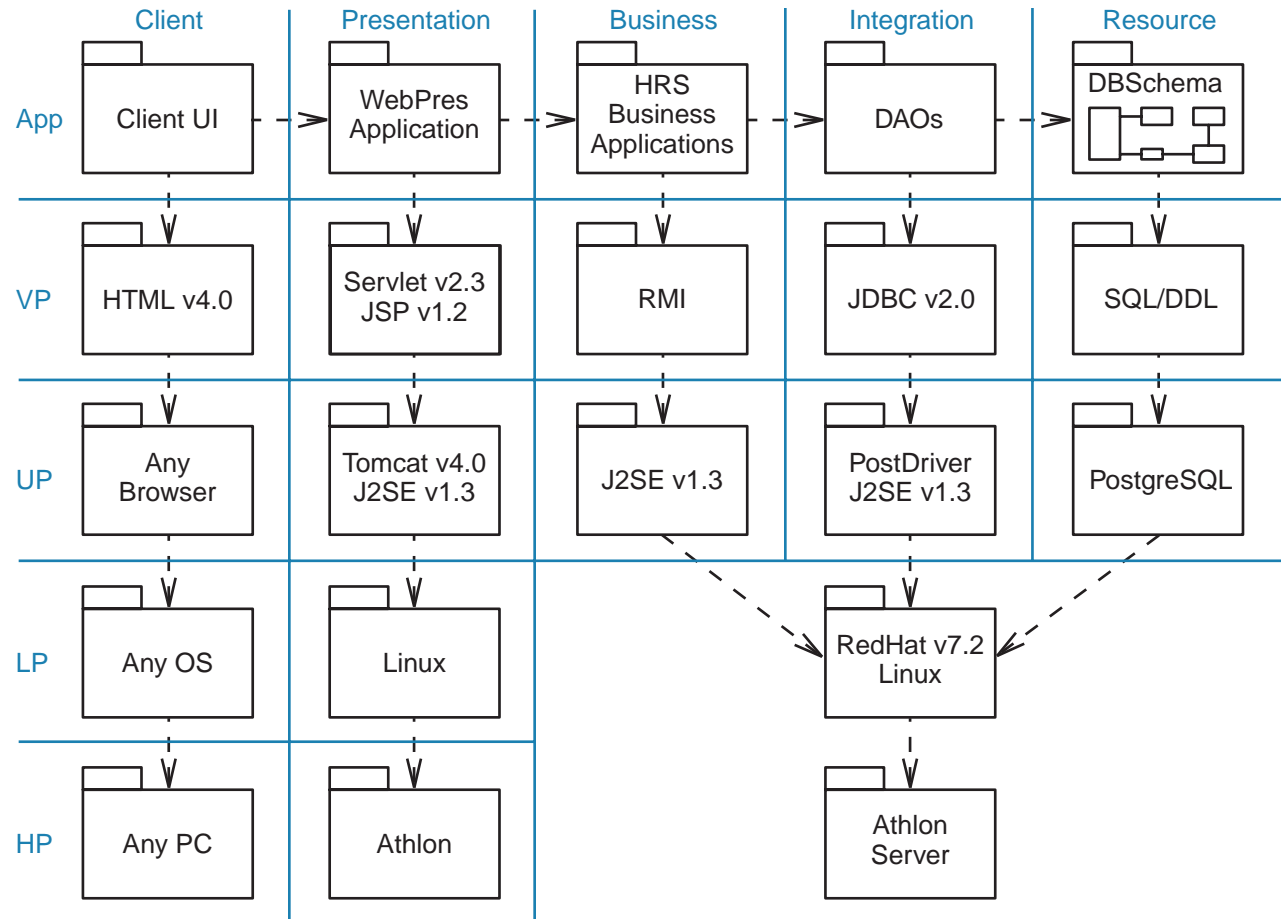 Client
Presentation
Business
Integration
Resource
App
Client UI
WebPres
Application
HRS
Business
Applications
DAOs
DBSchema
VP
HTML v4.0
Servlet v2.3
JSP v1.2
RMI
JDBC v2.0
SQL/DDL
UP
Any
Browser
Tomcat v4.0
J2SE v1.3
J2SE v1.3
PostDriver
J2SE v1.3
PostgreSQL
LP
Any OS
Linux
RedHat v7.2
Linux
HP
Any PC
Athlon
Athlon
Server